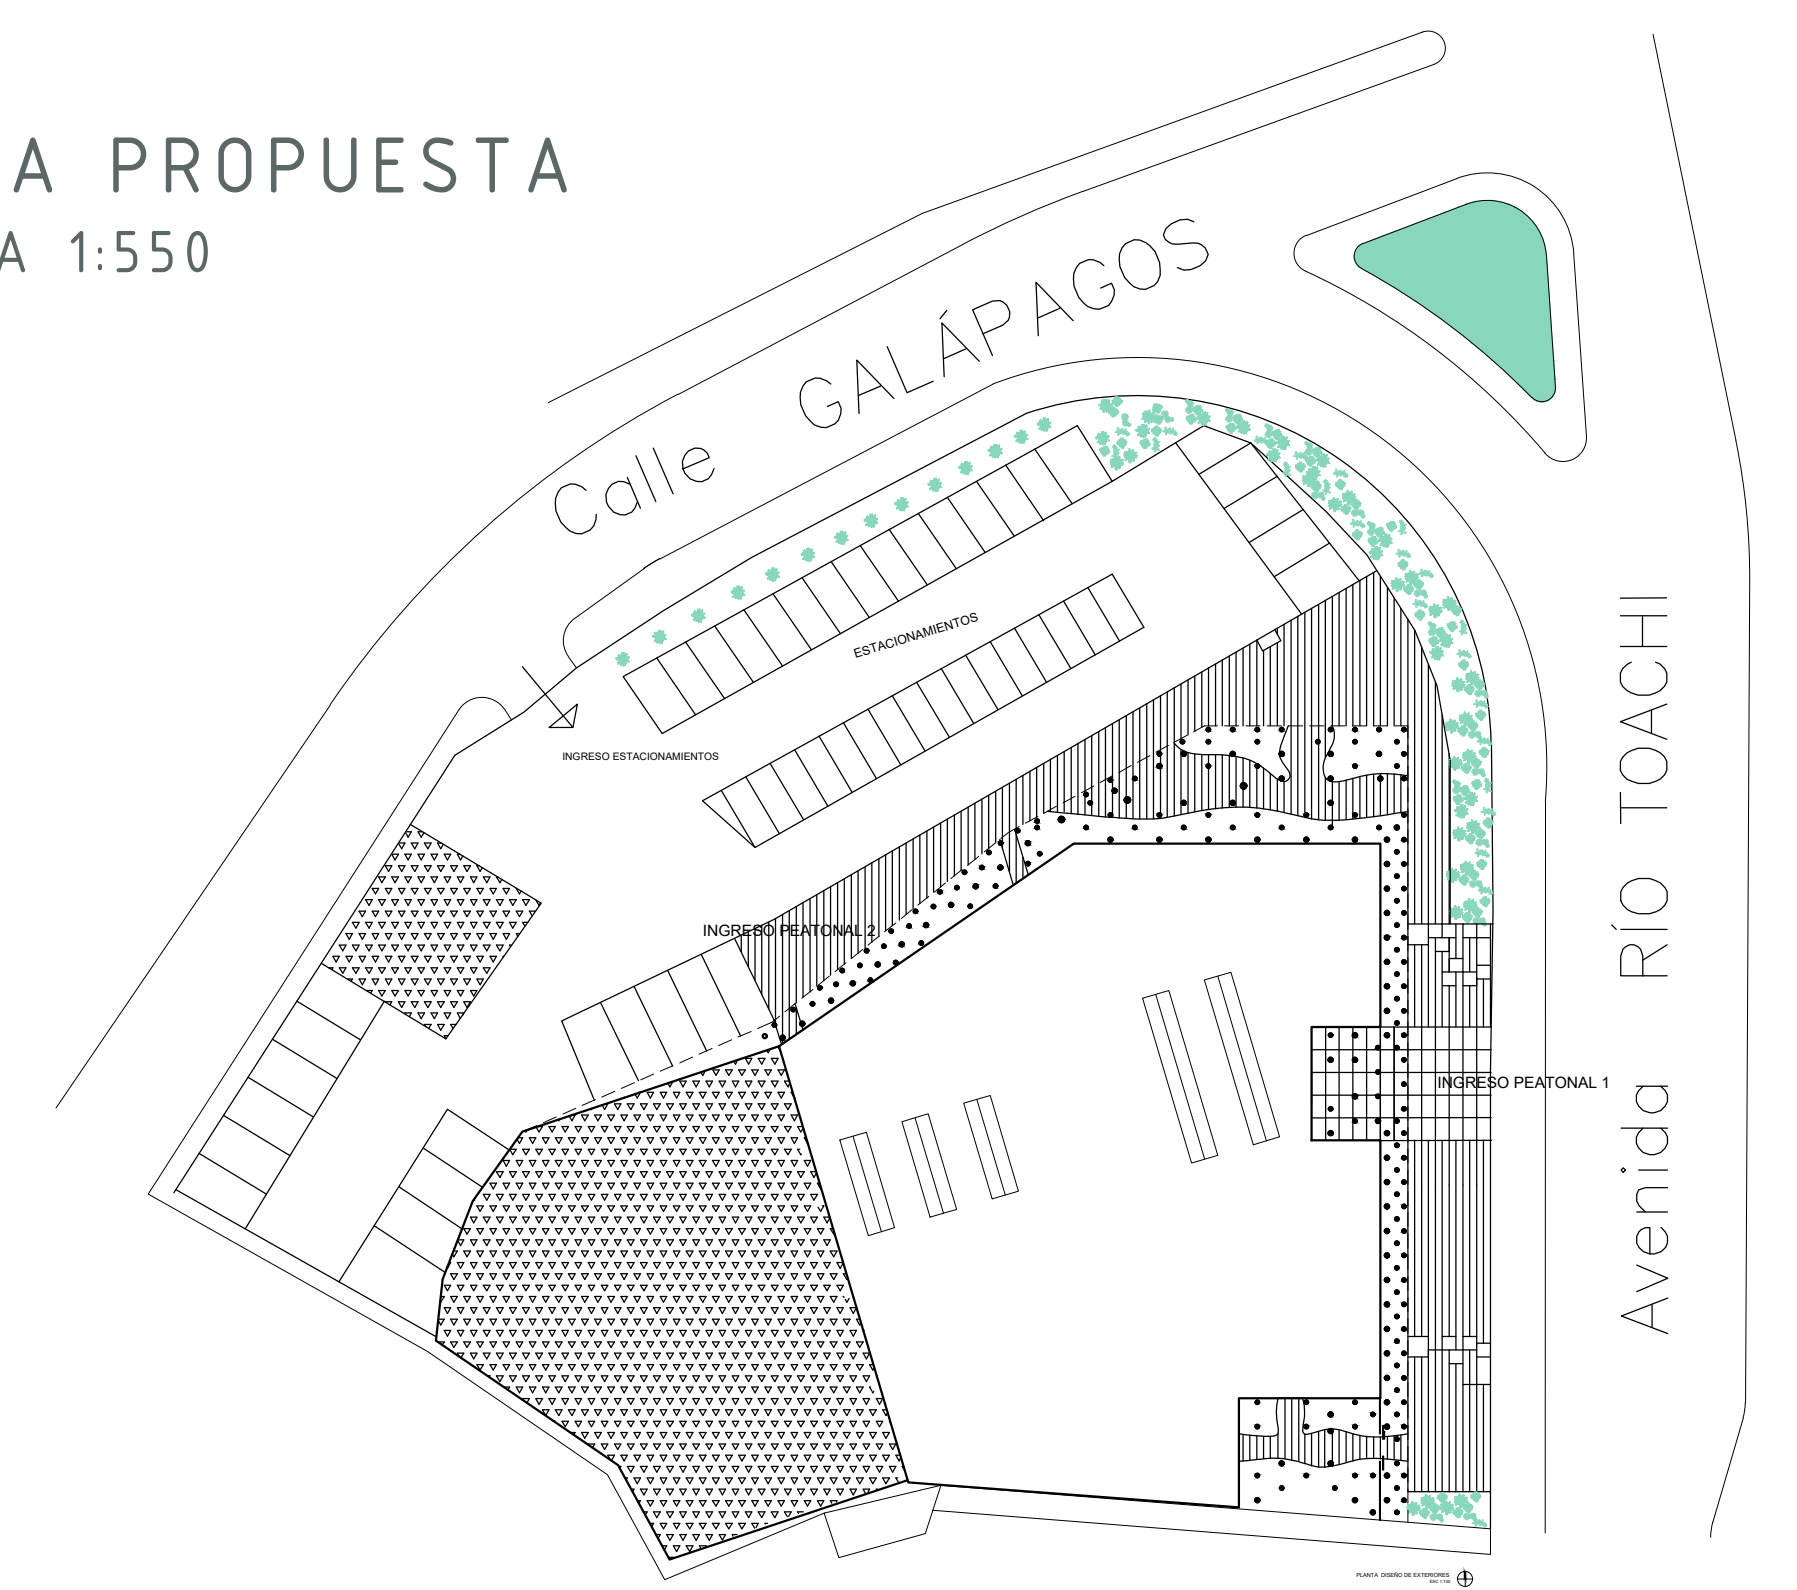 A PROPUESTA
A 1:550
Calle GALÁPAGOS
ESTACIONAMIENTOS
INGRESO ESTACIONAMIENTOS
INGRESO PEATONAL 2
INGRESO PEATONAL 1
Avenida RÍO TOACHI
PLANTA DISEÑO DE EXTERIORES